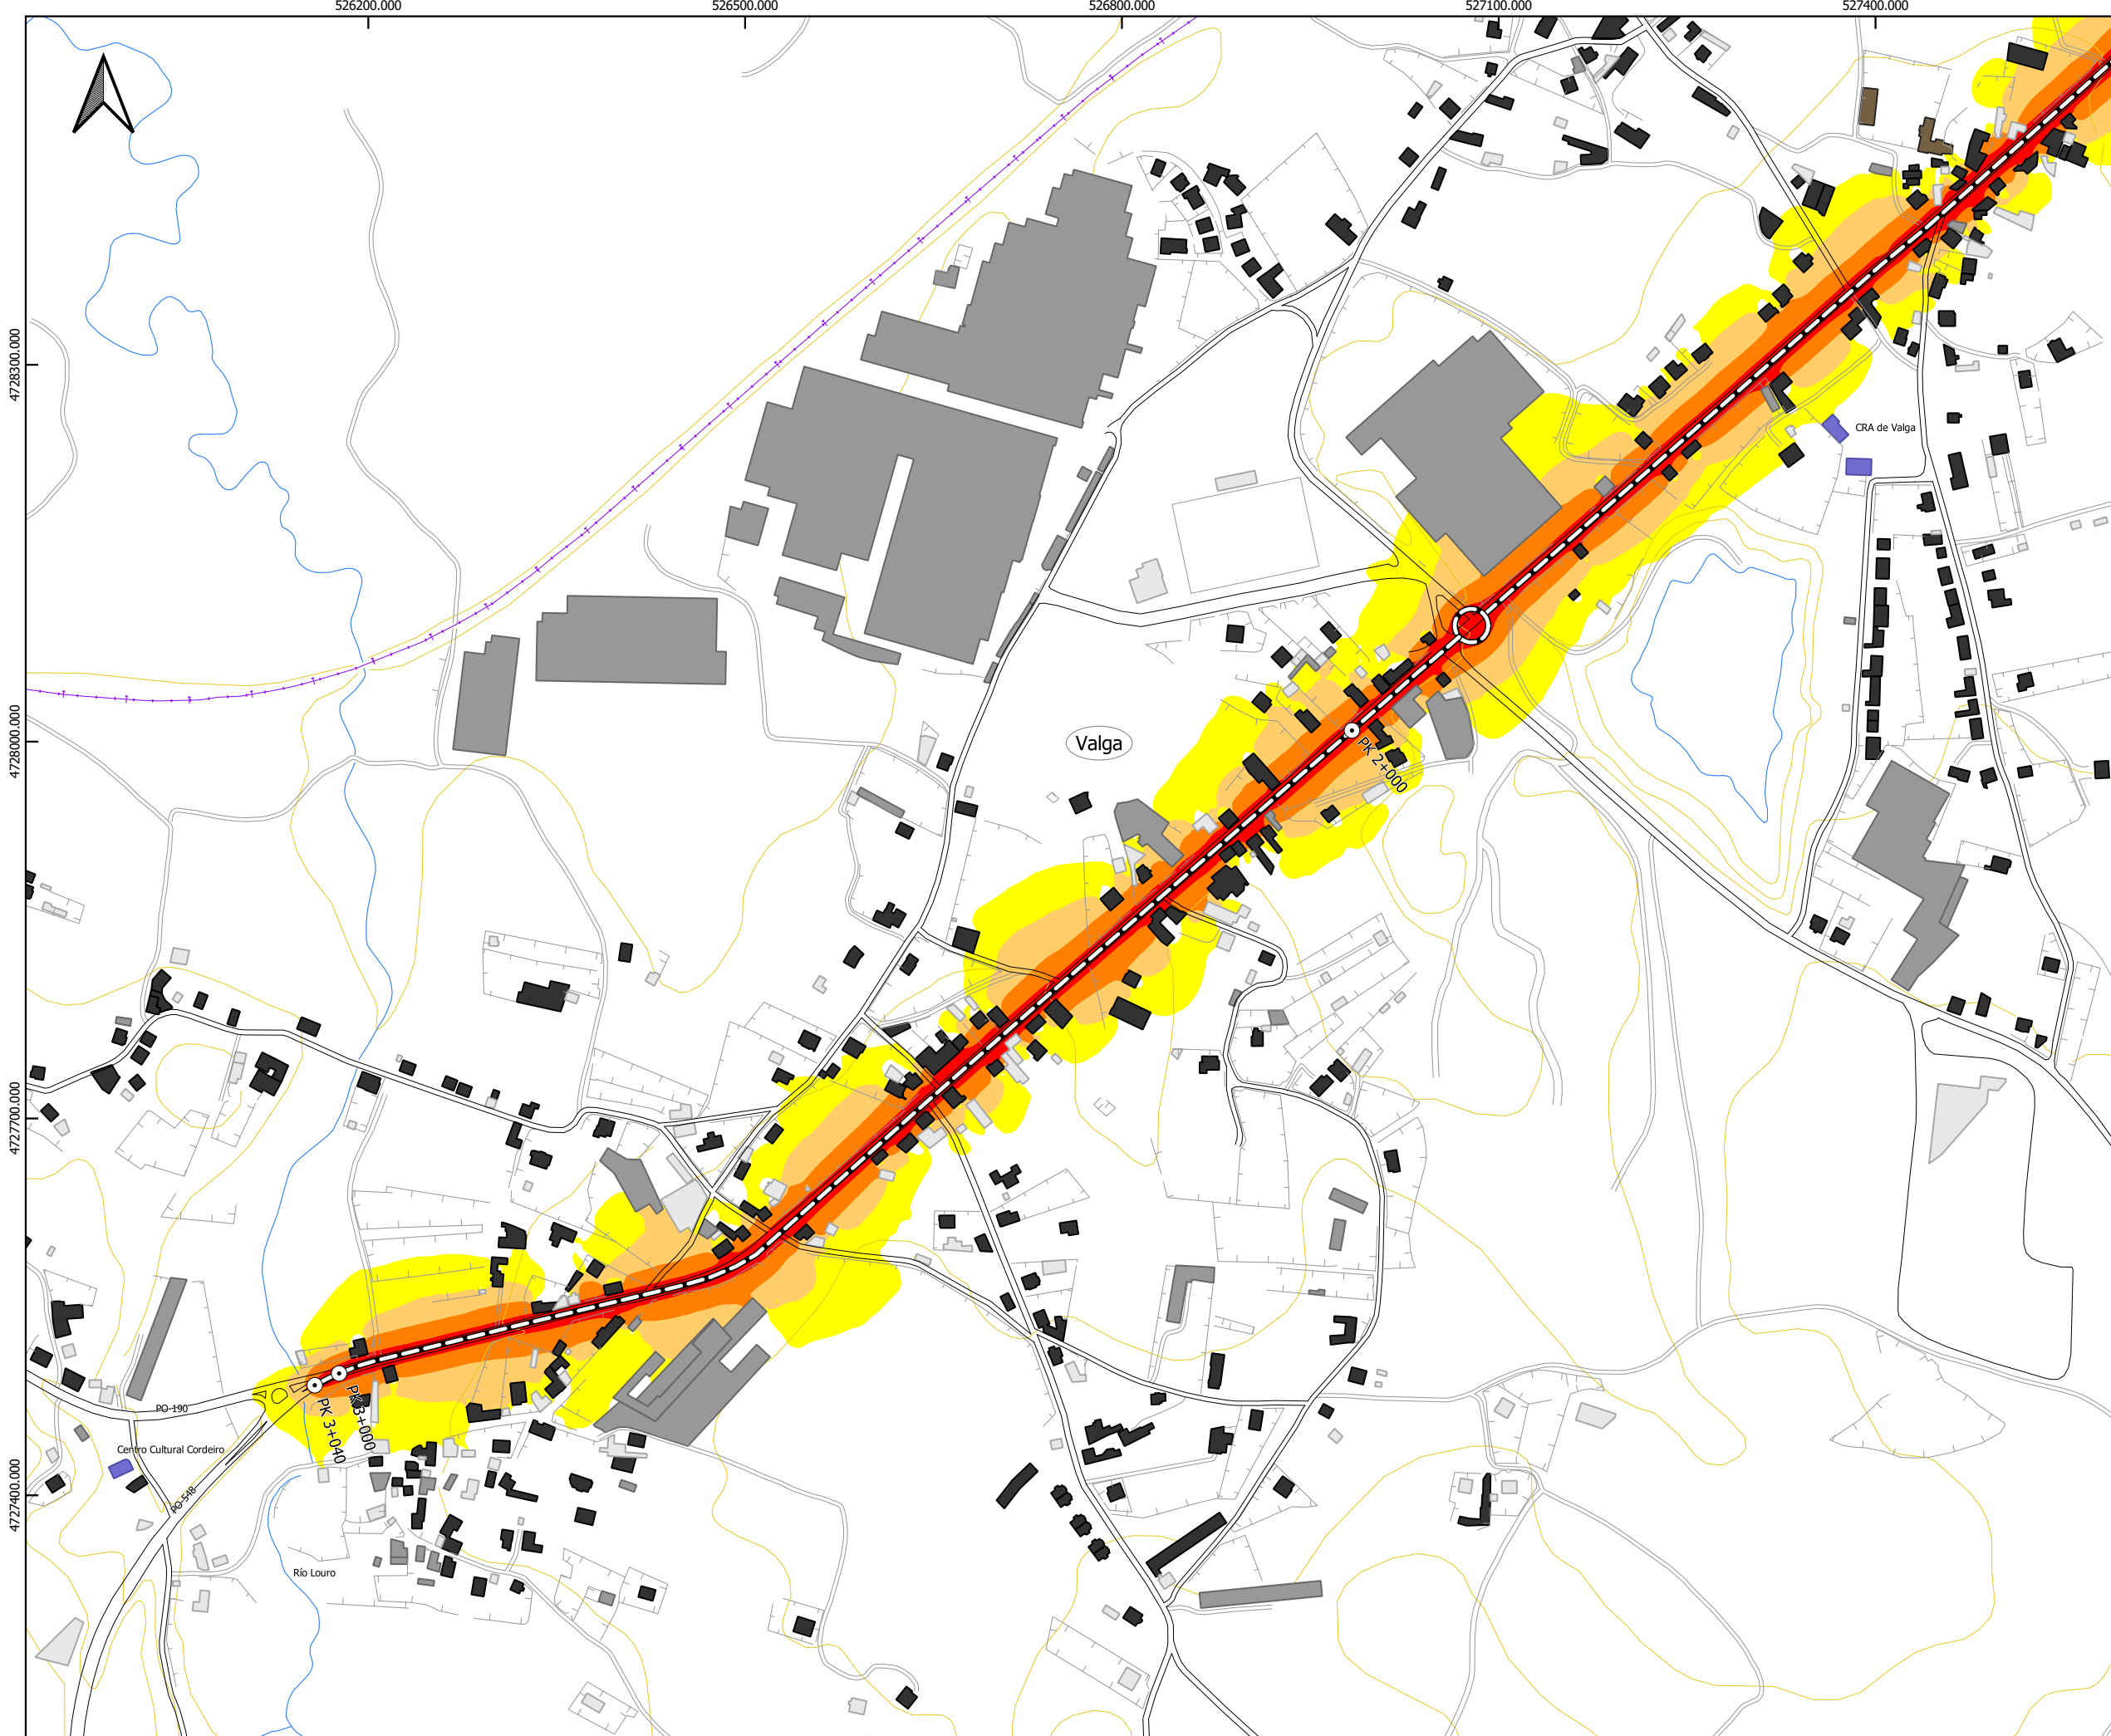 526200.000
526500.000
526800.000
527100.000
527400.000
4728300.000
CRA de Valga
4728000.000
Valga
PK 2+000
4727700.000
PK 3+000
PK 3+040
PO-190
Centro Cultural Cordeiro
PO-548
4727400.000
Río Louro